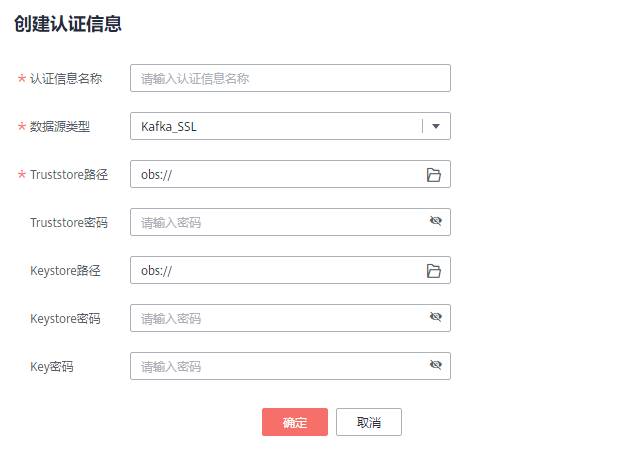 创建认证信息
* 认证信息名称 请输入认证信息名称
* 数据源类型 Kafka_SSL
* Truststore路径 obs://
Truststore密码 请输入密码
Keystore路径 obs://
Keystore密码 请输入密码
Key密码 请输入密码
确定 取消